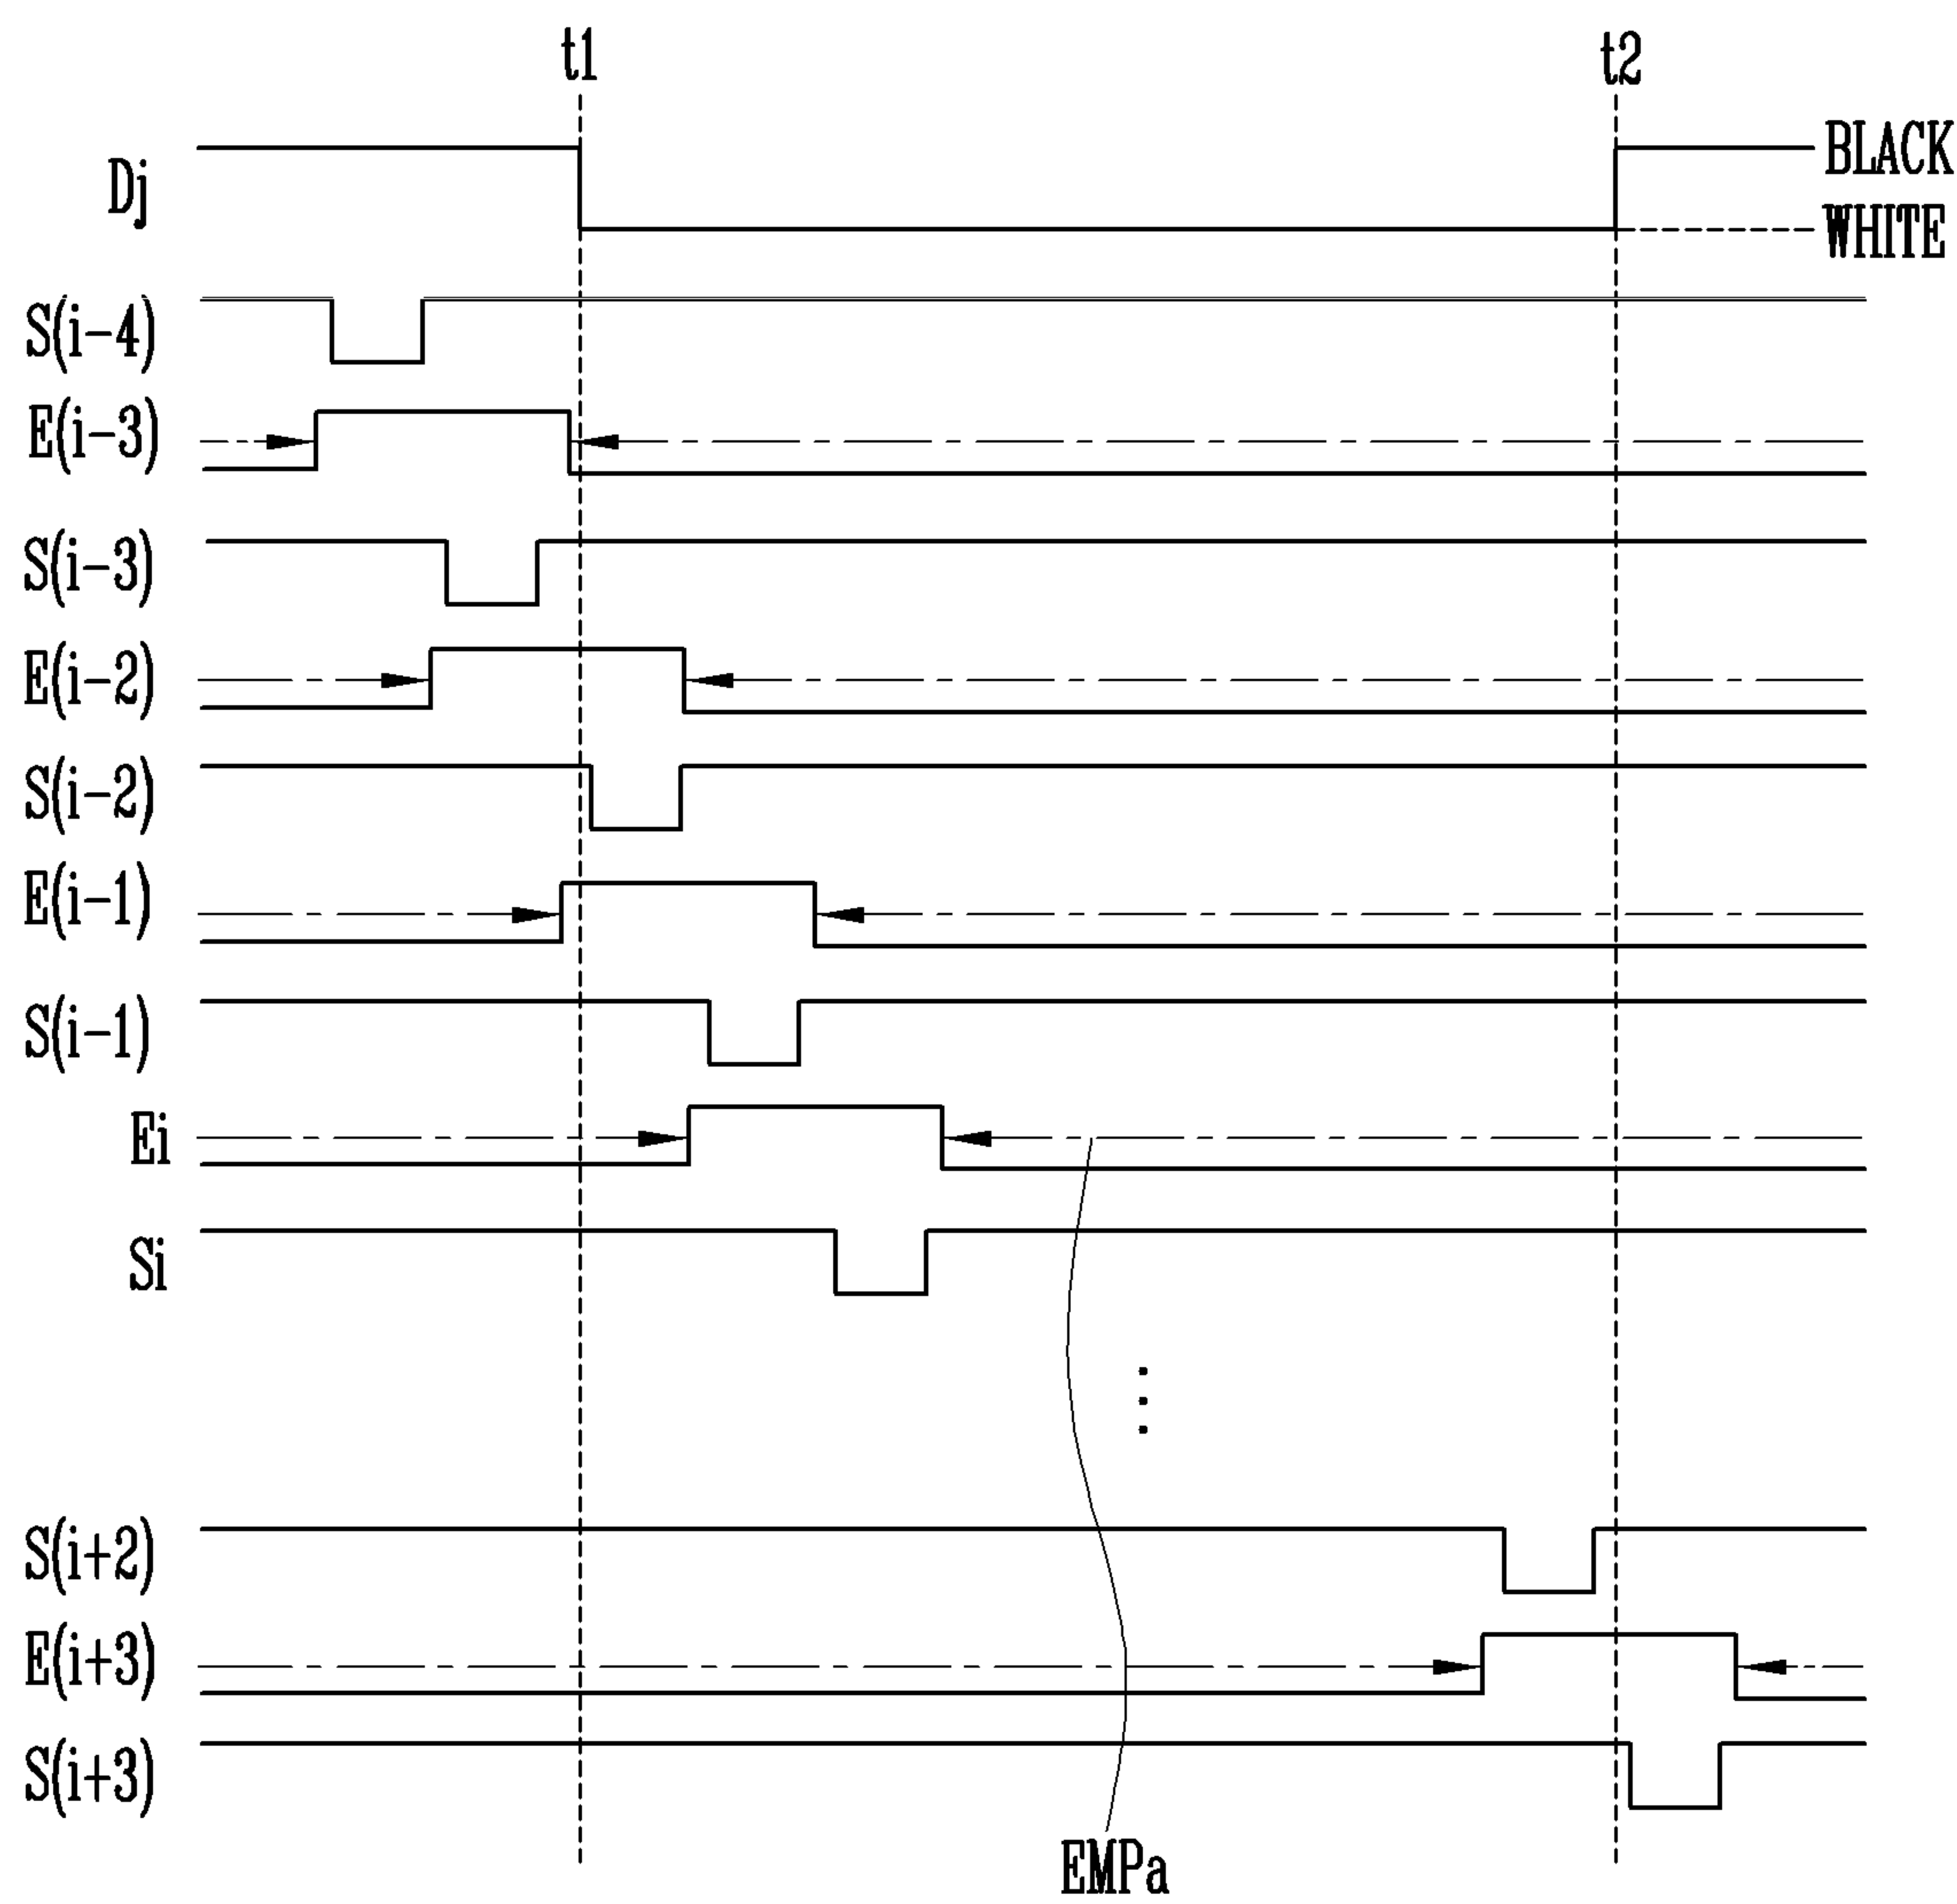 t1 t2
Dj BLACK
WHITE
S(i-4)
E(i-3)
S(i-3)
E(i-2)
S(i-2)
E(i-1)
S(i-1)
Ei
Si
S(i+2)
E(i+3)
S(i+3)
EMPa